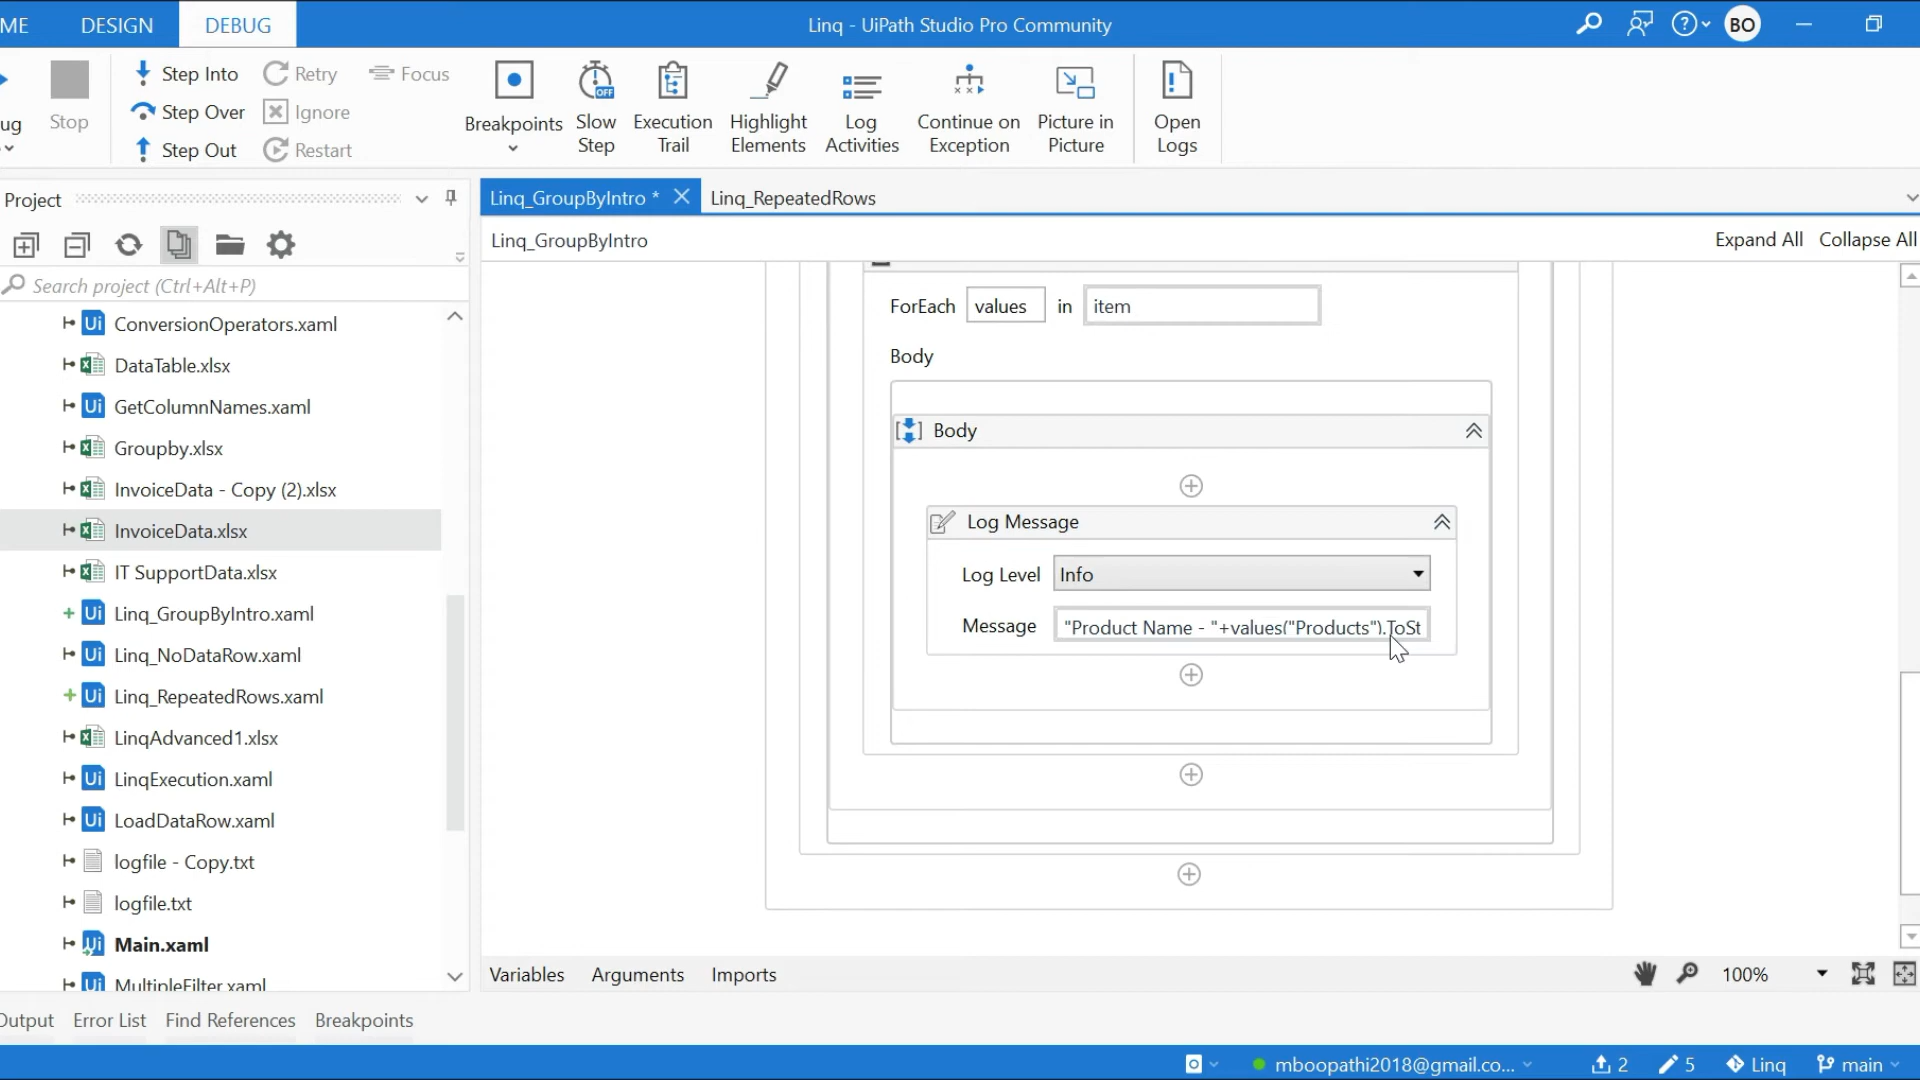 ME DESIGN DEBUG Linq - UiPath Studio Pro Community BO
ug Stop
Step Into Retry Focus
Step Over Ignore
Step Out Restart
Breakpoints
Slow Step
Execution Trail
Highlight Elements
Log Activities
Continue on Exception
Picture in Picture
Open Logs
Project
Linq_GroupByIntro * Linq_RepeatedRows
Linq_GroupByIntro Expand All Collapse All
Search project (Ctrl+Alt+P)
ConversionOperators.xaml
DataTable.xlsx
GetColumnNames.xaml
Groupby.xlsx
InvoiceData - Copy (2).xlsx
InvoiceData.xlsx
IT SupportData.xlsx
Linq_GroupByIntro.xaml
Linq_NoDataRow.xaml
Linq_RepeatedRows.xaml
LinqAdvanced1.xlsx
LinqExecution.xaml
LoadDataRow.xaml
logfile - Copy.txt
logfile.txt
Main.xaml
MultipleFilter.xaml
ForEach values in item
Body
Body
Log Message
Log Level Info
Message "Product Name - "+values("Products").ToSt
Variables Arguments Imports 100%
Output Error List Find References Breakpoints
mboopathi2018@gmail.co... 2 5 Linq main